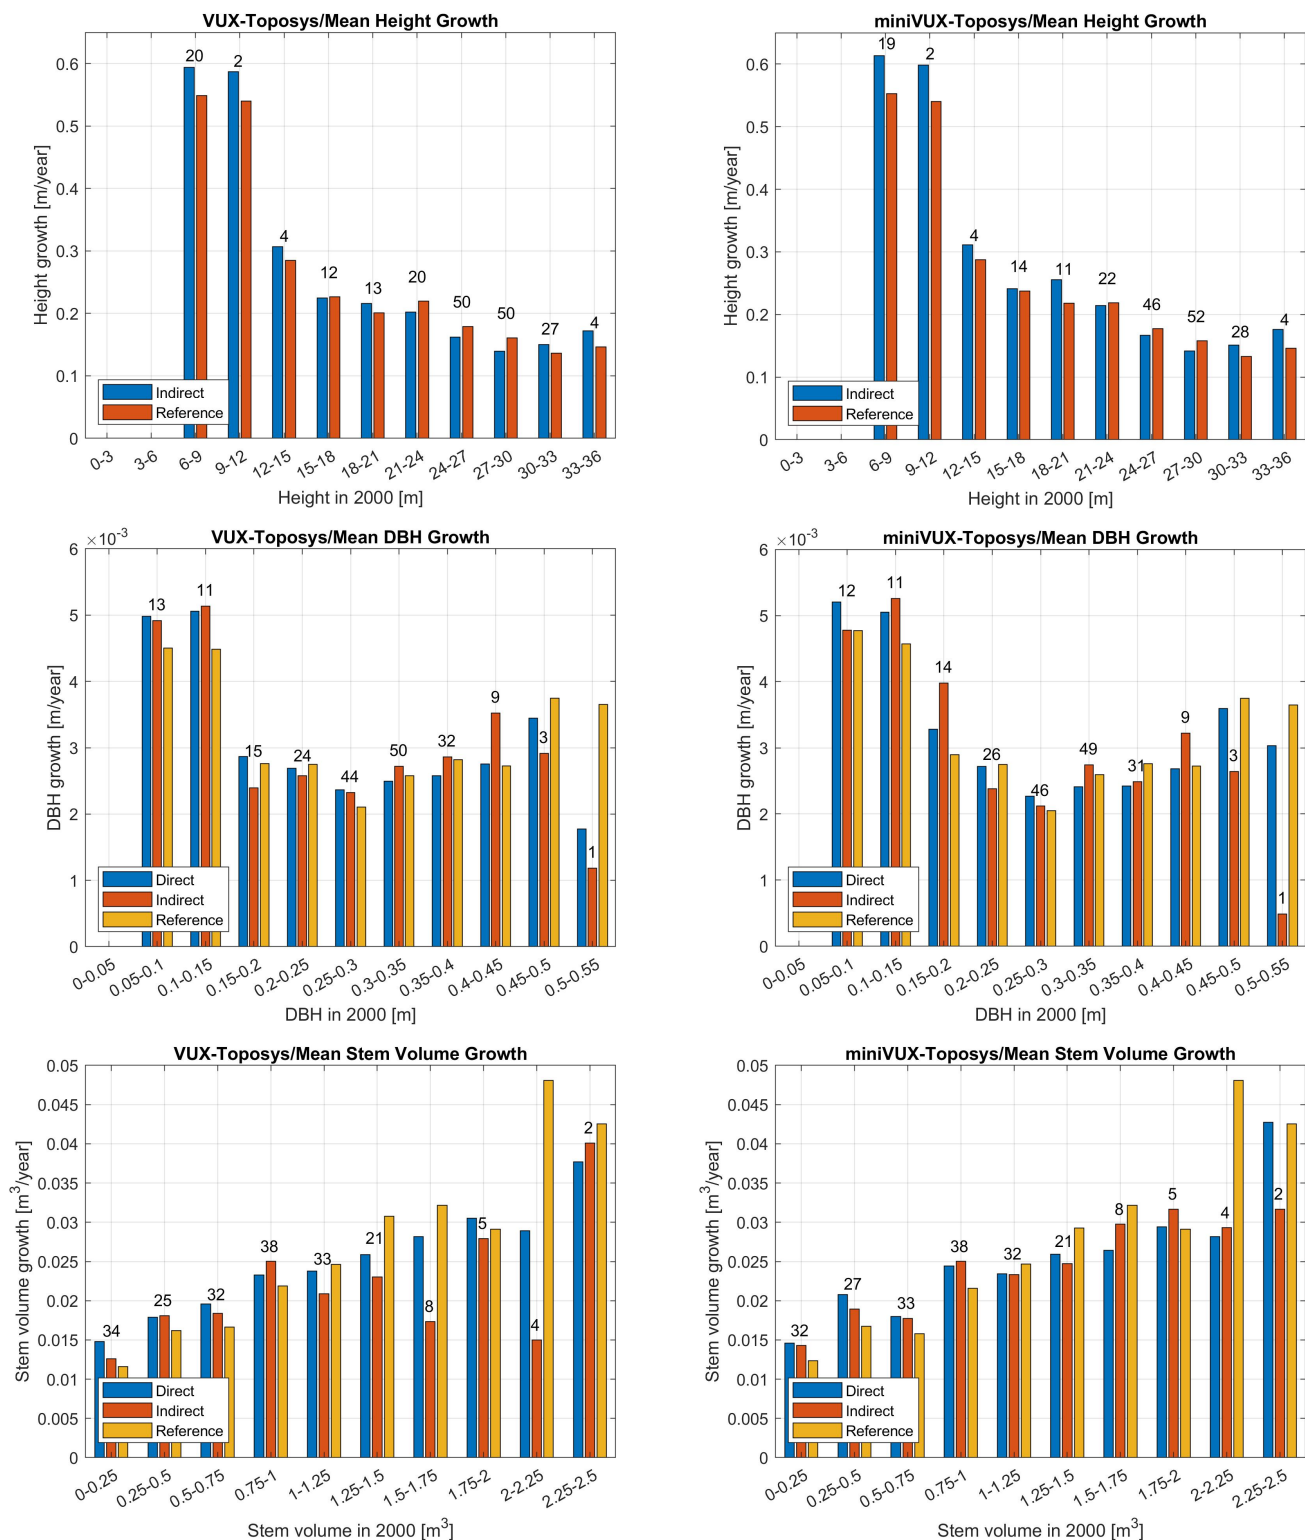 VUX-Toposys/Mean Height Growth
Height growth [m/year]
0.6
0.5
0.4
0.3
0.2
0.1
0
20
2
4
12
13
20
50
50
27
4
Indirect
Reference
0-3 3-6 6-9 9-12 12-15 15-18 18-21 21-24 24-27 27-30 30-33 33-36
Height in 2000 [m]
miniVUX-Toposys/Mean Height Growth
Height growth [m/year]
0.6
0.5
0.4
0.3
0.2
0.1
0
19
2
4
14
11
22
46
52
28
4
Indirect
Reference
0-3 3-6 6-9 9-12 12-15 15-18 18-21 21-24 24-27 27-30 30-33 33-36
Height in 2000 [m]
VUX-Toposys/Mean DBH Growth
×10⁻³
DBH growth [m/year]
6
5
4
3
2
1
0
13
11
15
24
44
50
32
9
3
1
Direct
Indirect
Reference
0-0.05 0.05-0.1 0.1-0.15 0.15-0.2 0.2-0.25 0.25-0.3 0.3-0.35 0.35-0.4 0.4-0.45 0.45-0.5 0.5-0.55
DBH in 2000 [m]
miniVUX-Toposys/Mean DBH Growth
×10⁻³
DBH growth [m/year]
6
5
4
3
2
1
0
12
11
14
26
46
49
31
9
3
1
Direct
Indirect
Reference
0-0.05 0.05-0.1 0.1-0.15 0.15-0.2 0.2-0.25 0.25-0.3 0.3-0.35 0.35-0.4 0.4-0.45 0.45-0.5 0.5-0.55
DBH in 2000 [m]
VUX-Toposys/Mean Stem Volume Growth
Stem volume growth [m³/year]
0.05
0.045
0.04
0.035
0.03
0.025
0.02
0.015
0.01
0.005
0
34
25
32
38
33
21
8
5
4
2
Direct
Indirect
Reference
0-0.25 0.25-0.5 0.5-0.75 0.75-1 1-1.25 1.25-1.5 1.5-1.75 1.75-2 2-2.25 2.25-2.5
Stem volume in 2000 [m³]
miniVUX-Toposys/Mean Stem Volume Growth
Stem volume growth [m³/year]
0.05
0.045
0.04
0.035
0.03
0.025
0.02
0.015
0.01
0.005
0
32
27
33
38
32
21
8
5
4
2
Direct
Indirect
Reference
0-0.25 0.25-0.5 0.5-0.75 0.75-1 1-1.25 1.25-1.5 1.5-1.75 1.75-2 2-2.25 2.25-2.5
Stem volume in 2000 [m³]